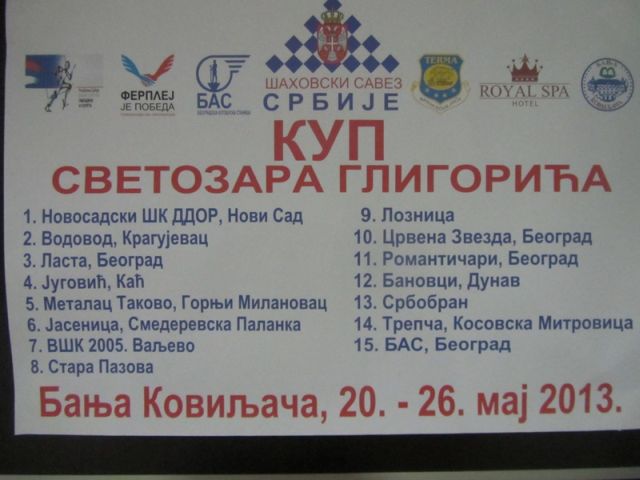 ФЕРПЛЕЈ
ЈЕ ПОБЕДА
БАС
ШАХОВСКИ САВЕЗ
СРБИЈЕ
TERMA
ROYAL SPA
HOTEL
КУП
СВЕТОЗАРА ГЛИГОРИЋА
1. Новосадски ШК ДДОР, Нови Сад
2. Водовод, Крагујевац
3. Ласта, Београд
4. Југовић, Каћ
5. Металац Таково, Горњи Милановац
6. Јасеница, Смедеревска Паланка
7. ВШК 2005. Ваљево
8. Стара Пазова
9. Лозница
10. Црвена Звезда, Београд
11. Романтичари, Београд
12. Бановци, Дунав
13. Србобран
14. Трепча, Косовска Митровица
15. БАС, Београд
Бања Ковиљача, 20. - 26. мај 2013.